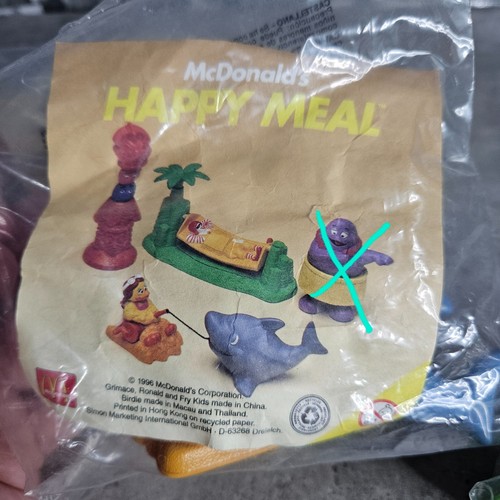 CASTELLANO
McDonald's
HAPPY MEAL
© 1996 McDonald's Corporation.
Grimace, Ronald and Fry Kids made in China.
Birdie made in Macau and Thailand.
Printed in Hong Kong on recycled paper.
Simon Marketing International GmbH · D-63268 Dreieich.